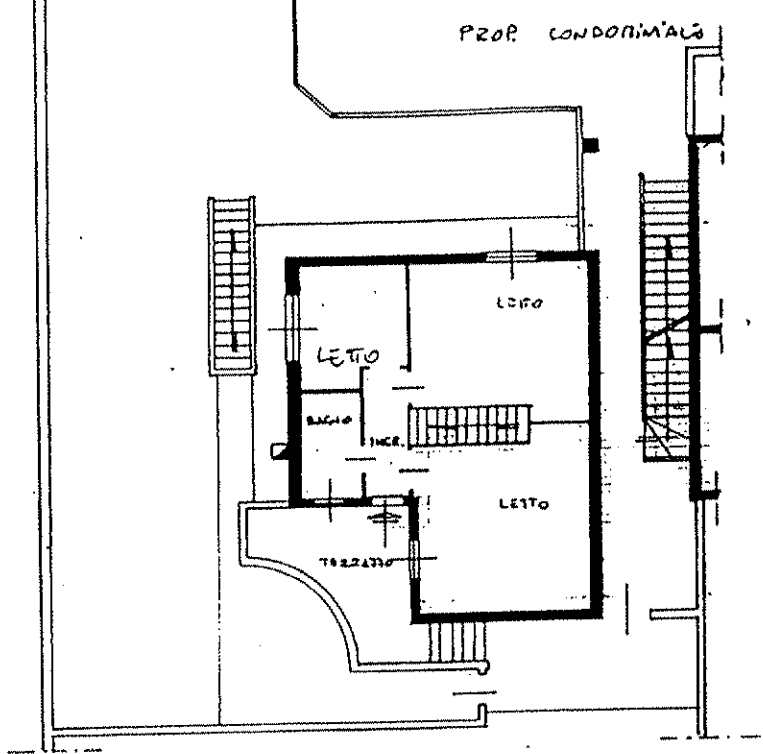 PROP. CONDOMINIALE
LETTO
LETTO
BAGNO
INGR.
LETTO
TERRAZZO